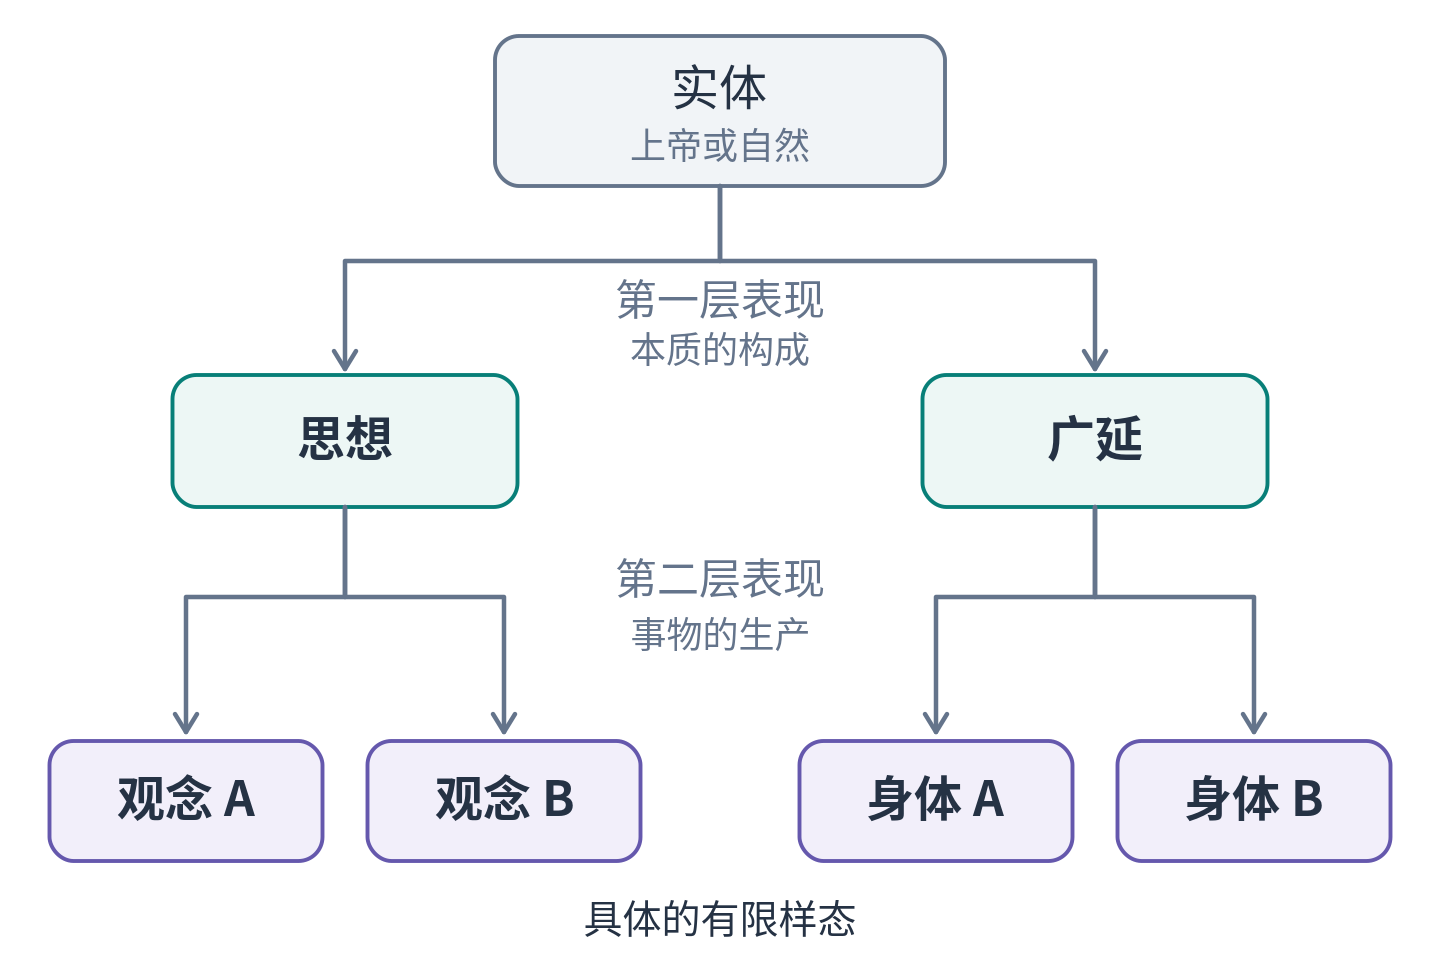 实体
上帝或自然
第一层表现
本质的构成
思想
广延
第二层表现
事物的生产
观念 A
观念 B
身体 A
身体 B
具体的有限样态